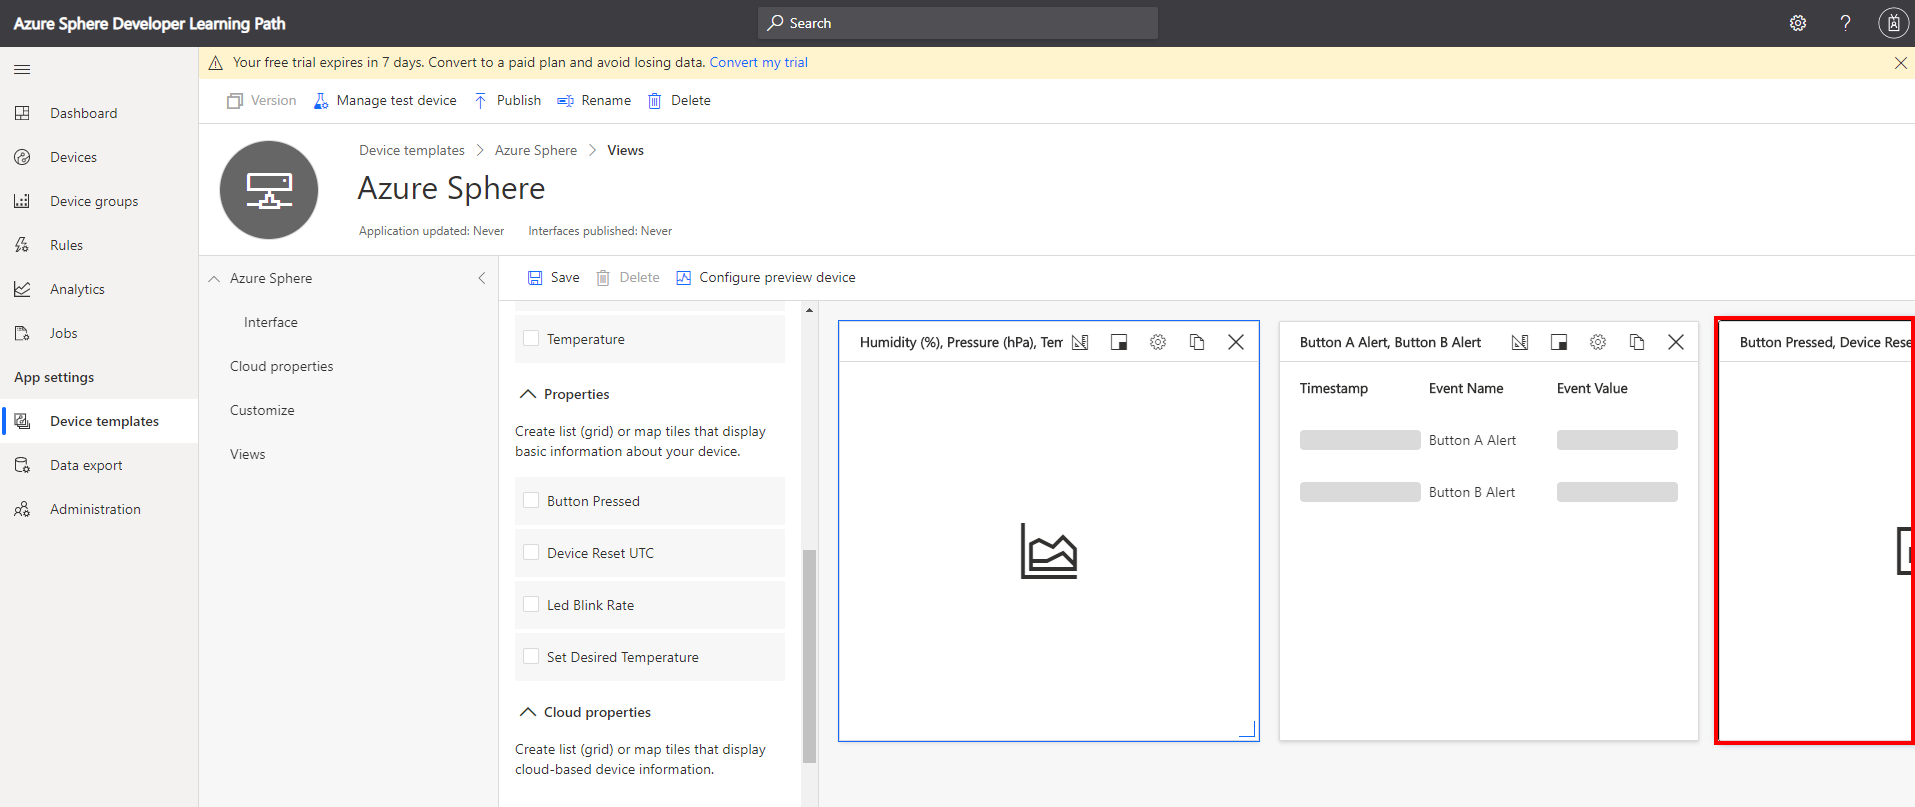 Azure Sphere Developer Learning Path
Search
?
Your free trial expires in 7 days. Convert to a paid plan and avoid losing data. Convert my trial
Version
Manage test device
Publish
Rename
Delete
Dashboard
Devices
Device groups
Rules
Analytics
Jobs
App settings
Device templates
Data export
Administration
Device templates > Azure Sphere > Views
Azure Sphere
Application updated: Never
Interfaces published: Never
Azure Sphere
Interface
Cloud properties
Customize
Views
Save
Delete
Configure preview device
Temperature
Properties
Create list (grid) or map tiles that display
basic information about your device.
Button Pressed
Device Reset UTC
Led Blink Rate
Set Desired Temperature
Cloud properties
Create list (grid) or map tiles that display
cloud-based device information.
Humidity (%), Pressure (hPa), Tem
Button A Alert, Button B Alert
Timestamp
Event Name
Event Value
Button A Alert
Button B Alert
Button Pressed, Device Rese